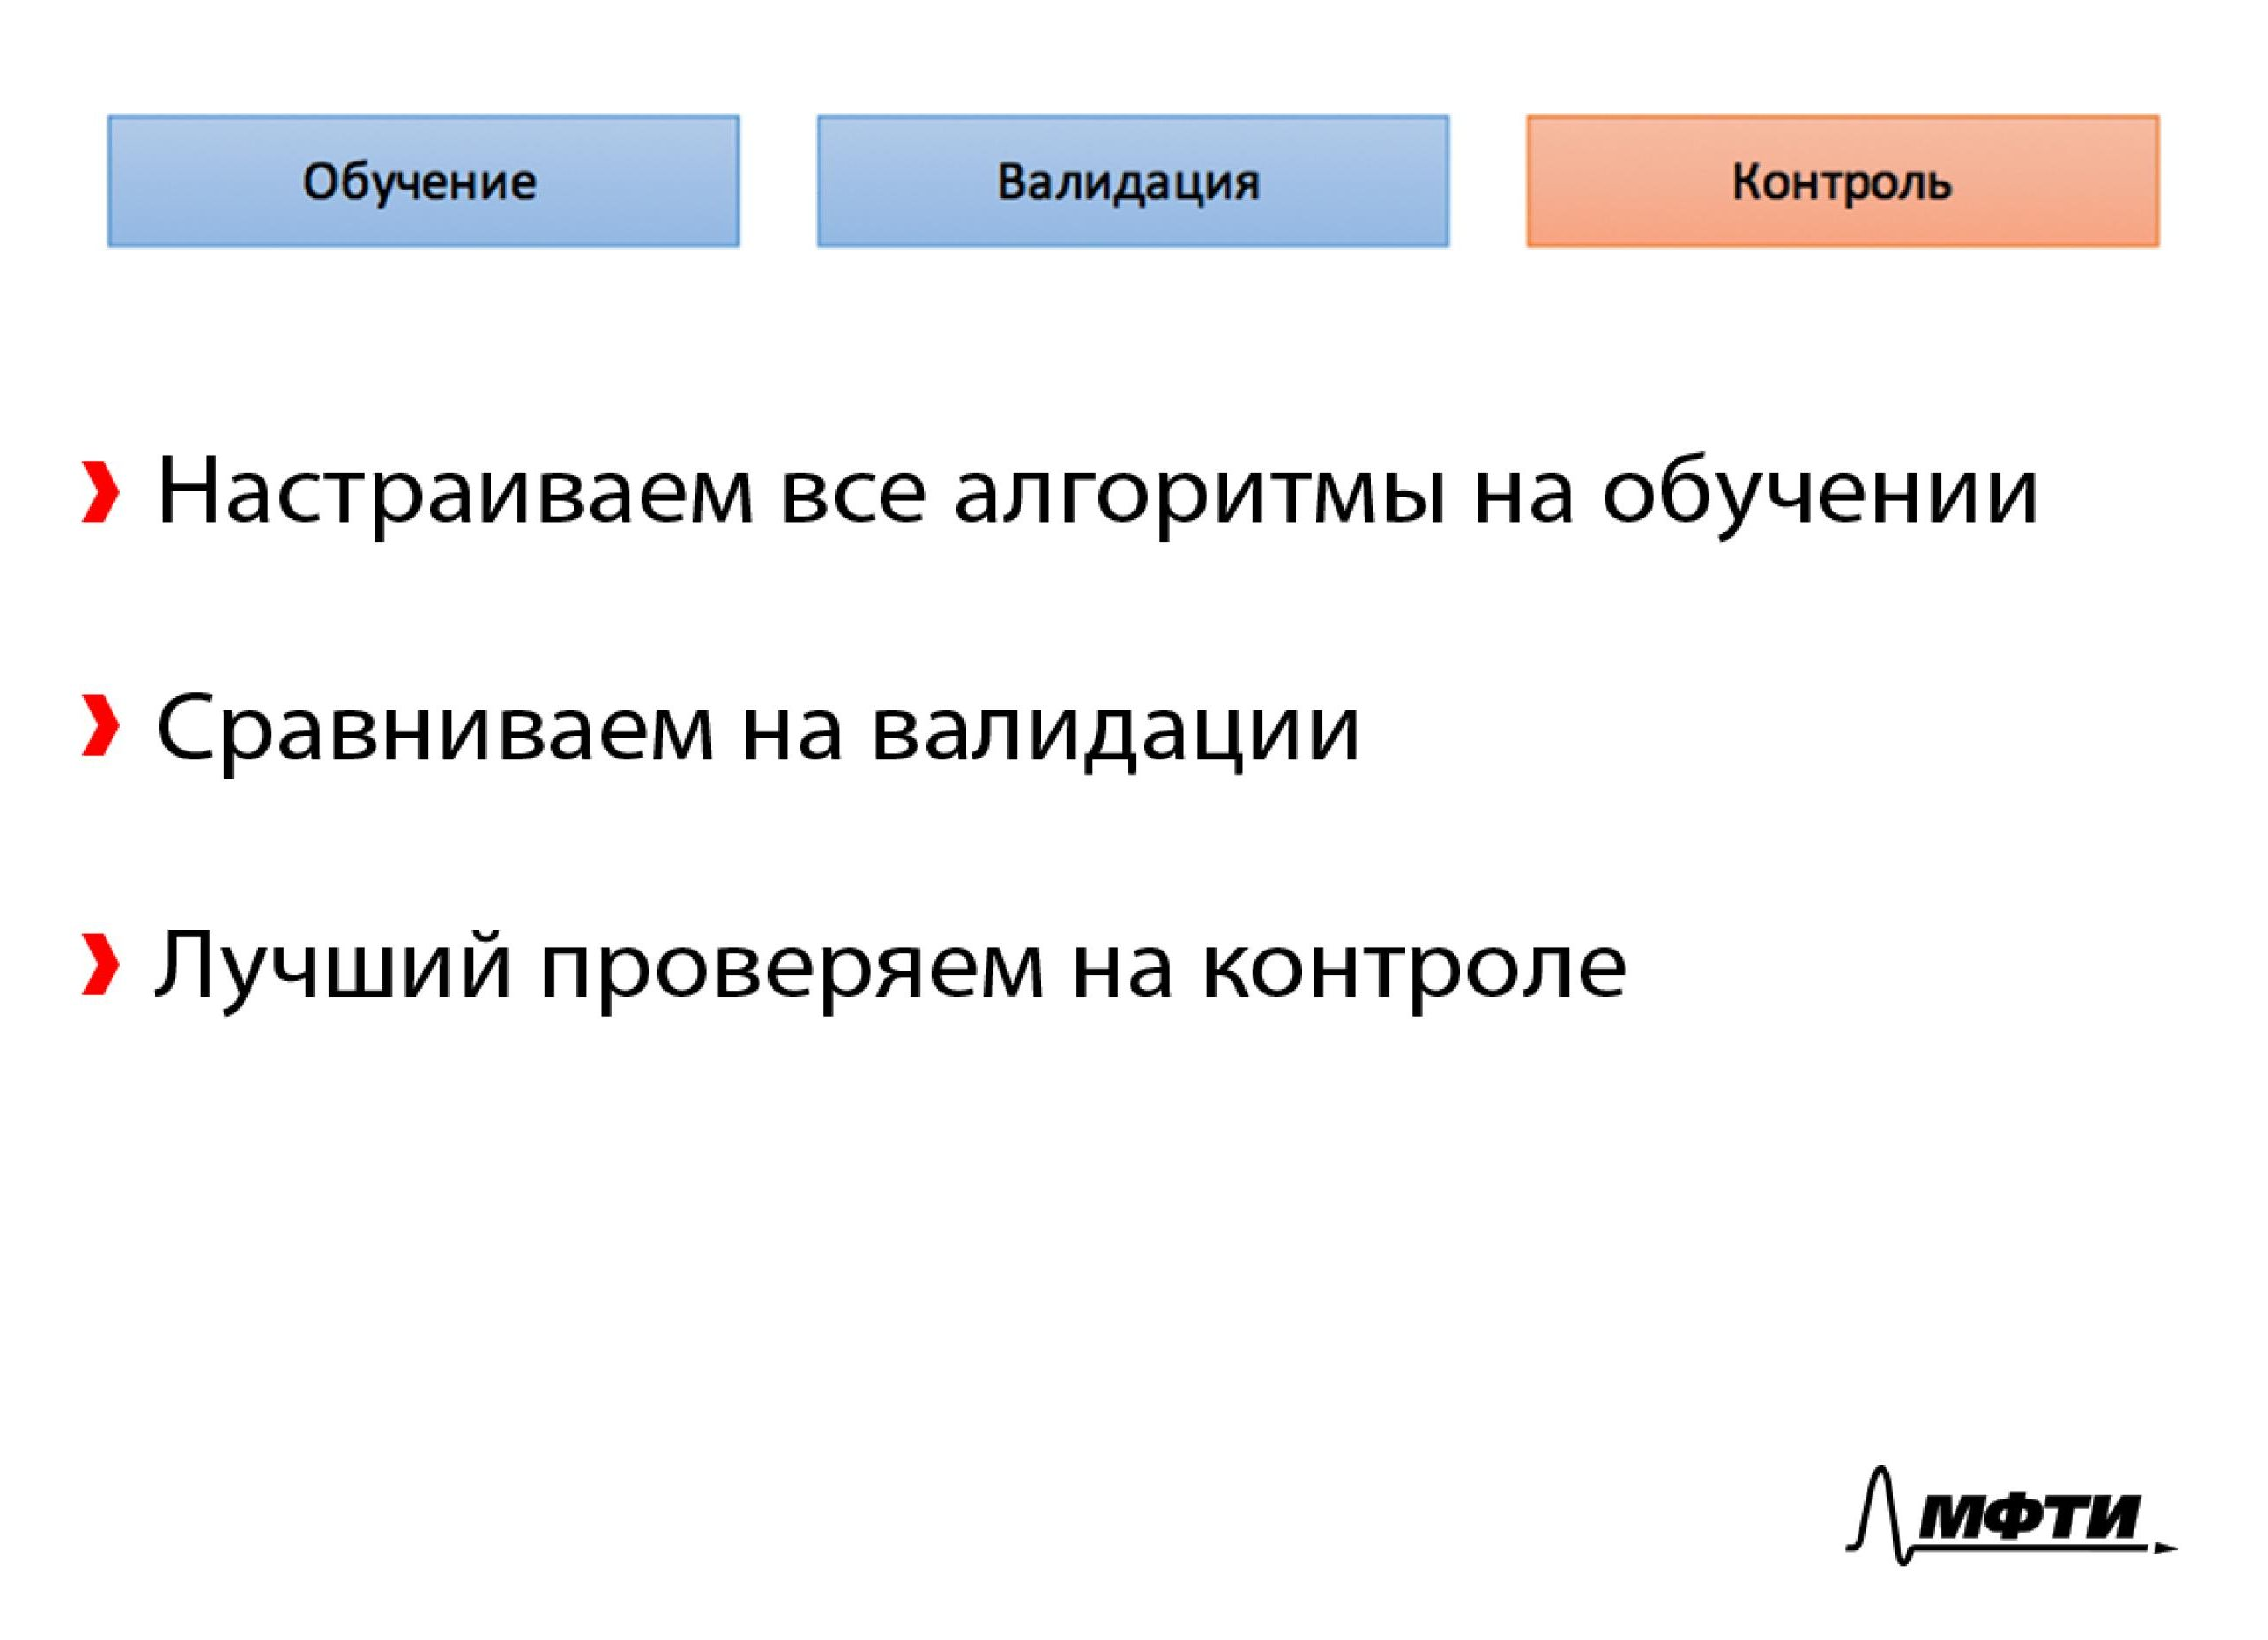 Обучение
Валидация
Контроль
Настраиваем все алгоритмы на обучении
Сравниваем на валидации
Лучший проверяем на контроле
МФТИ